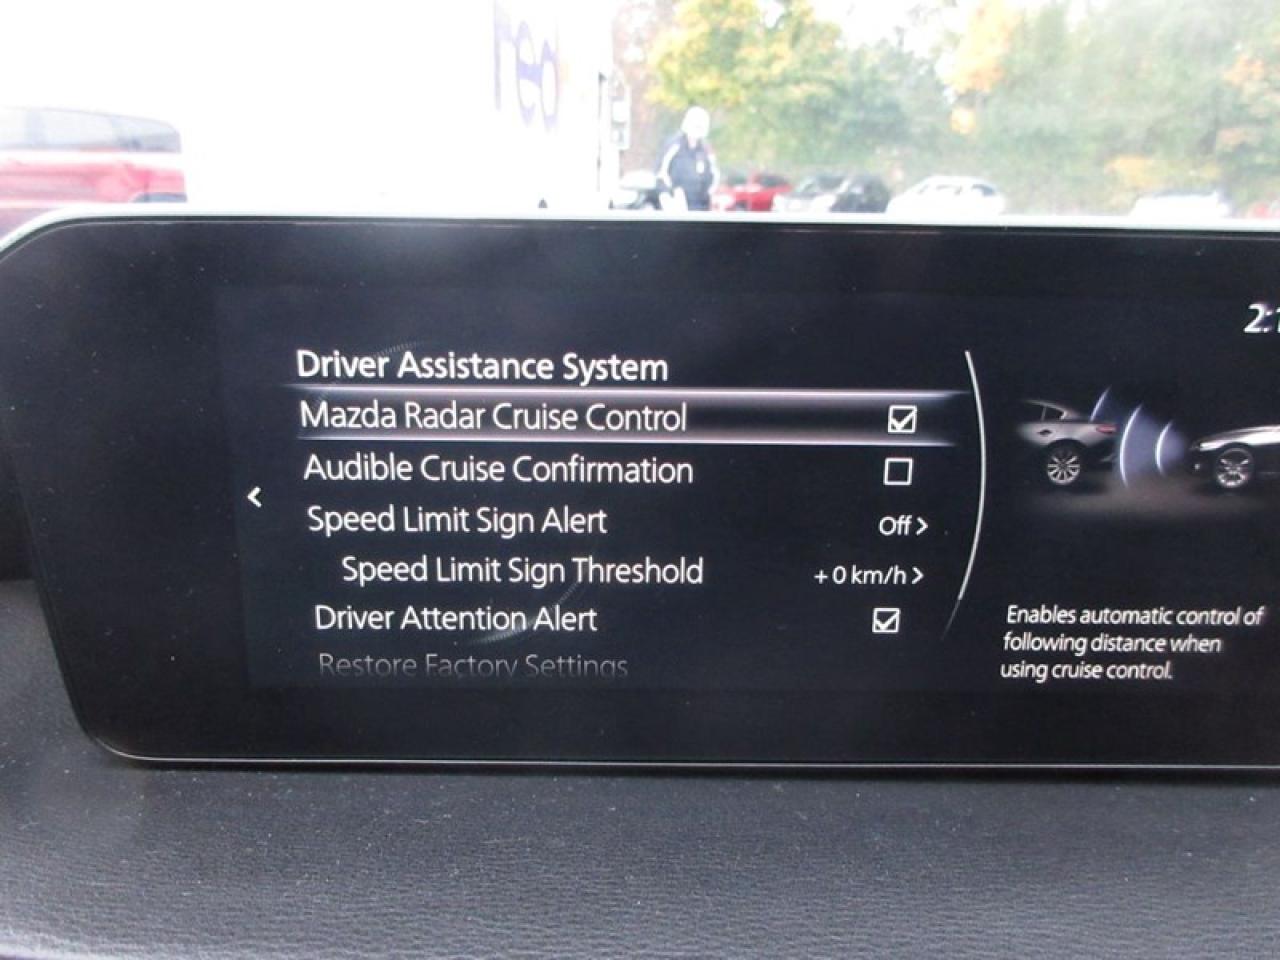 Driver Assistance System
Mazda Radar Cruise Control
Audible Cruise Confirmation
Speed Limit Sign Alert Off >
Speed Limit Sign Threshold +0 km/h >
Driver Attention Alert
Restore Factory Settings
Enables automatic control of
following distance when
using cruise control.